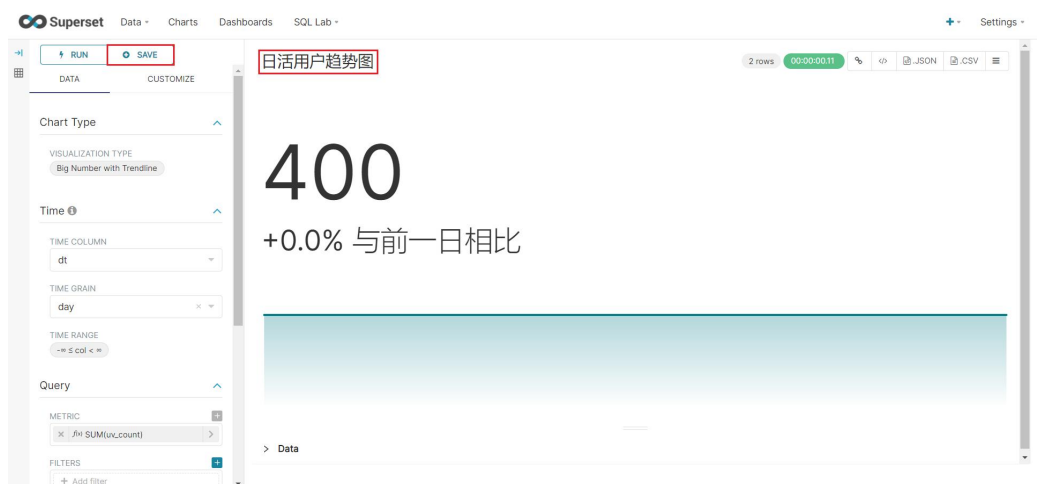 Superset Data Charts Dashboards SQL Lab + Settings
RUN SAVE
DATA CUSTOMIZE
Chart Type
VISUALIZATION TYPE
Big Number with Trendline
Time
TIME COLUMN
dt
TIME GRAIN
day
TIME RANGE
-∞ ≤ col < ∞
Query
METRIC
f(x) SUM(uv_count)
FILTERS
+ Add filter
日活用户趋势图
2 rows 00:00:00.11 </> .JSON .CSV
400
+0.0% 与前一日相比
> Data